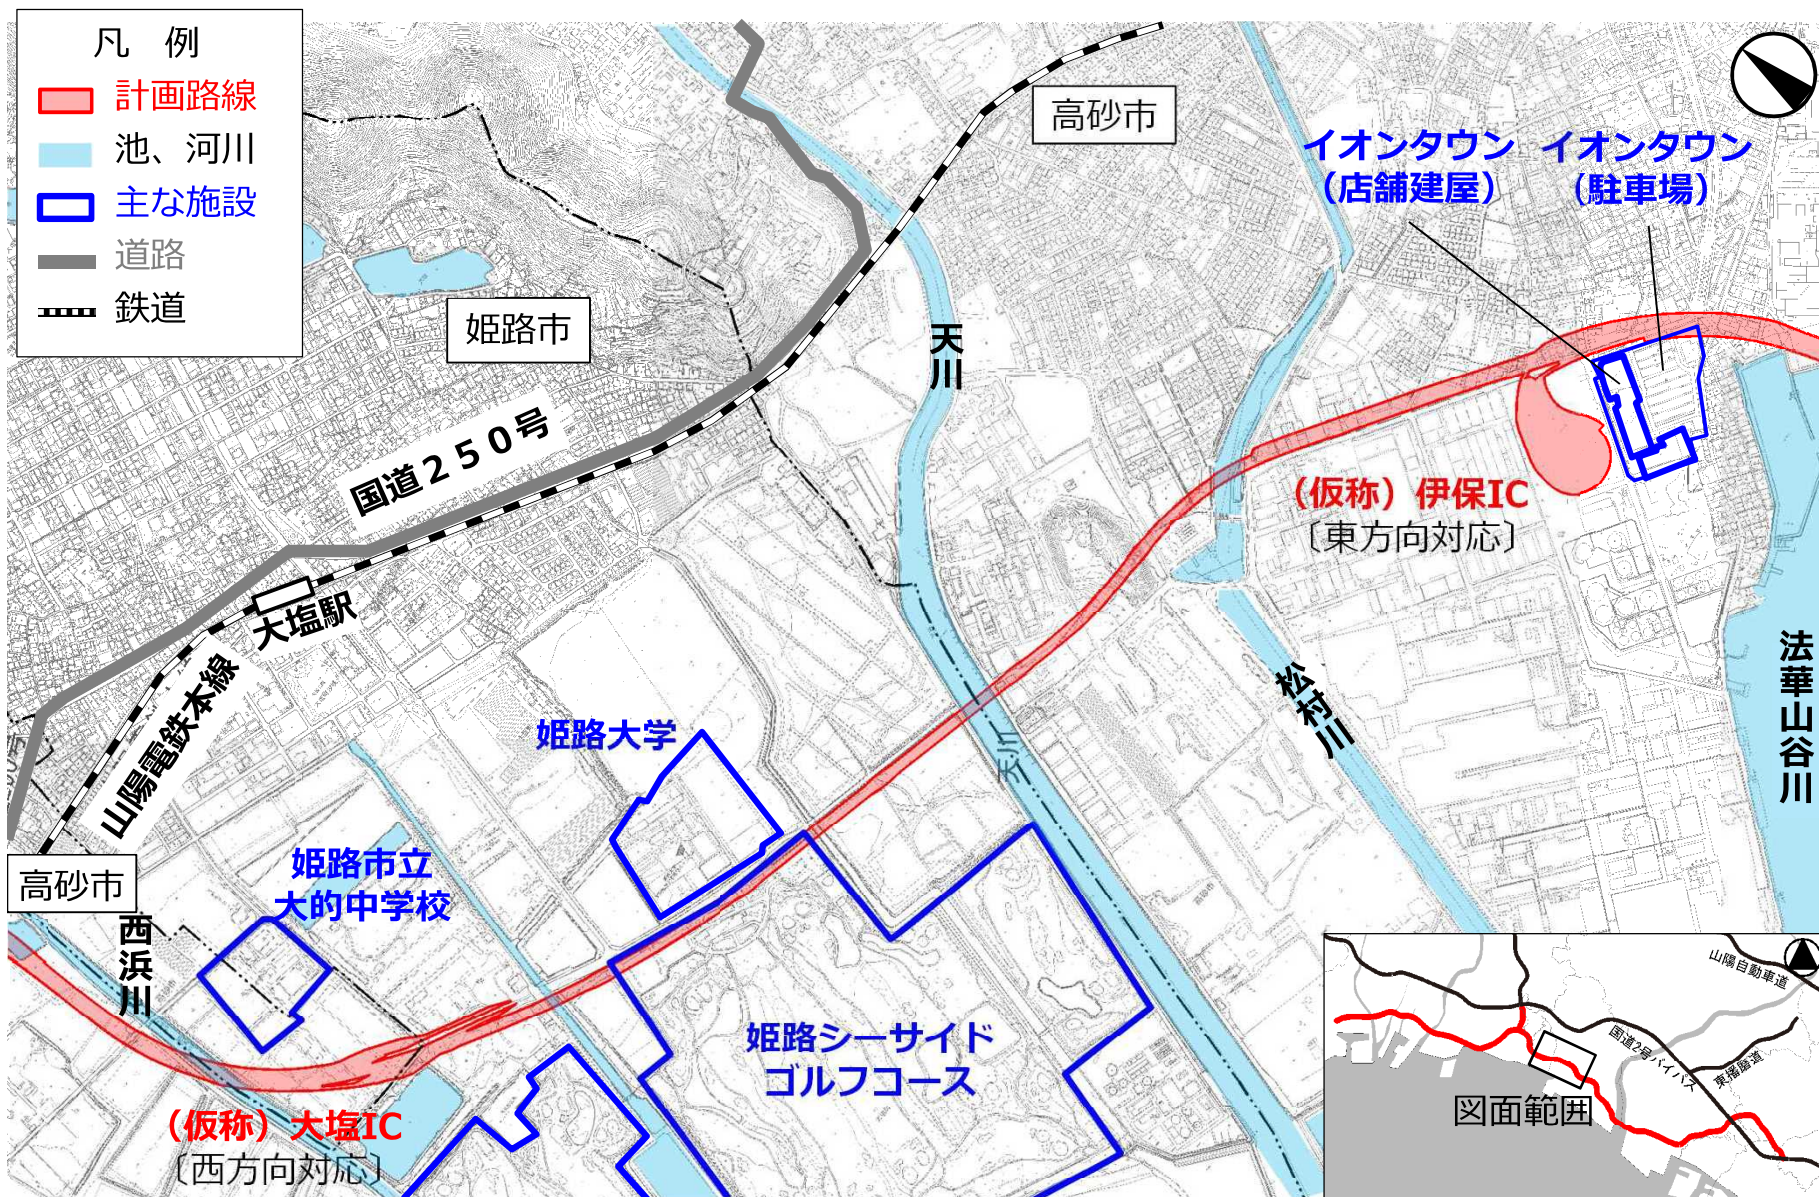 凡　例
計画路線
池、河川
主な施設
道路
鉄道
高砂市
イオンタウン
（店舗建屋）
イオンタウン
（駐車場）
姫路市
天川
国道２５０号
（仮称）伊保IC
〔東方向対応〕
大塩駅
山陽電鉄本線
松村川
法華山谷川
姫路大学
天川
姫路市立
大的中学校
高砂市
西浜川
姫路シーサイド
ゴルフコース
（仮称）大塩IC
〔西方向対応〕
山陽自動車道
国道2号バイパス
東播磨道
図面範囲